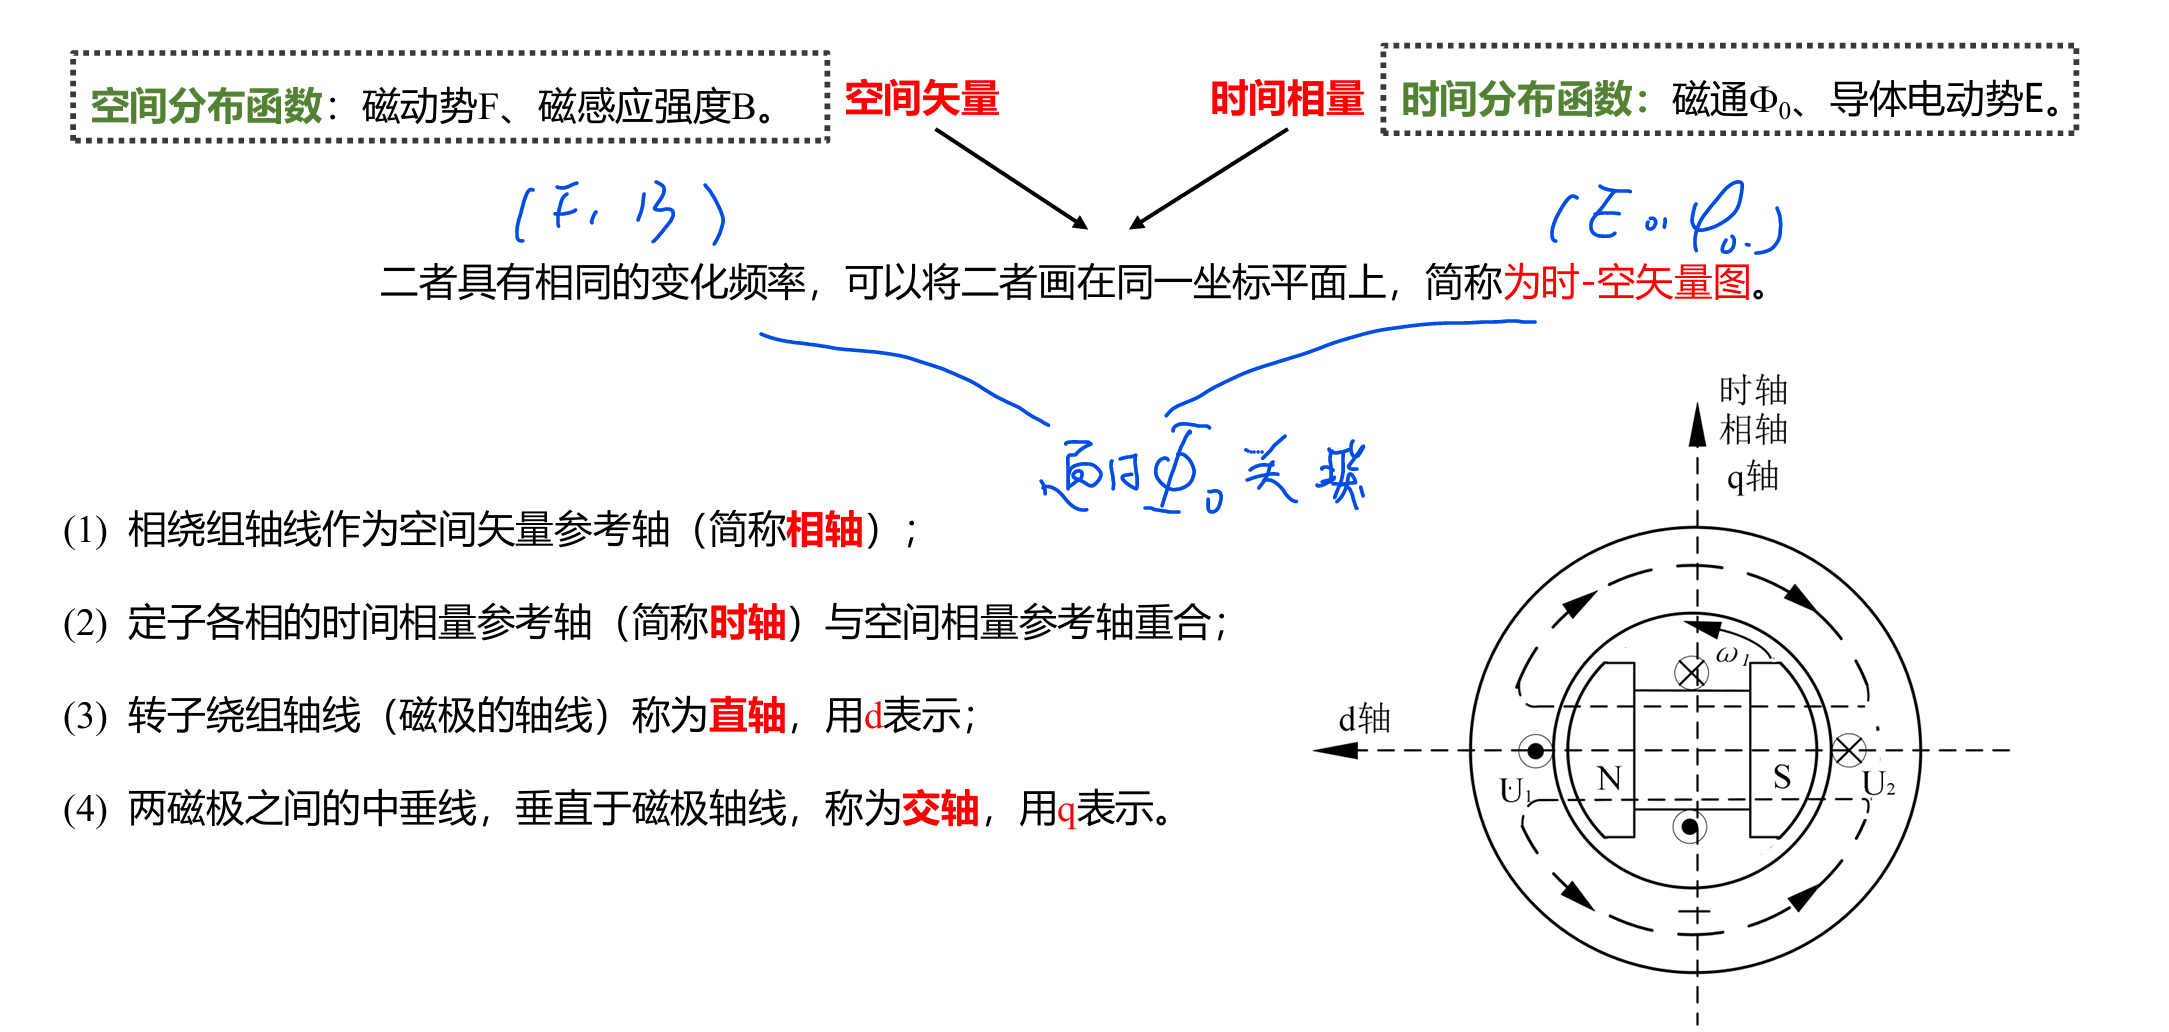 空间分布函数：磁动势F、磁感应强度B。
空间矢量
时间相量
时间分布函数：磁通Φ₀、导体电动势E。
(F, B)
(E₀, φ₀.)
二者具有相同的变化频率，可以将二者画在同一坐标平面上，简称为时-空矢量图。
Φ₀ 关联
(1) 相绕组轴线作为空间矢量参考轴（简称相轴）；
(2) 定子各相的时间相量参考轴（简称时轴）与空间相量参考轴重合；
(3) 转子绕组轴线（磁极的轴线）称为直轴，用d表示；
(4) 两磁极之间的中垂线，垂直于磁极轴线，称为交轴，用q表示。
时轴
相轴
q轴
ω₁
d轴
N
S
U₁
U₂